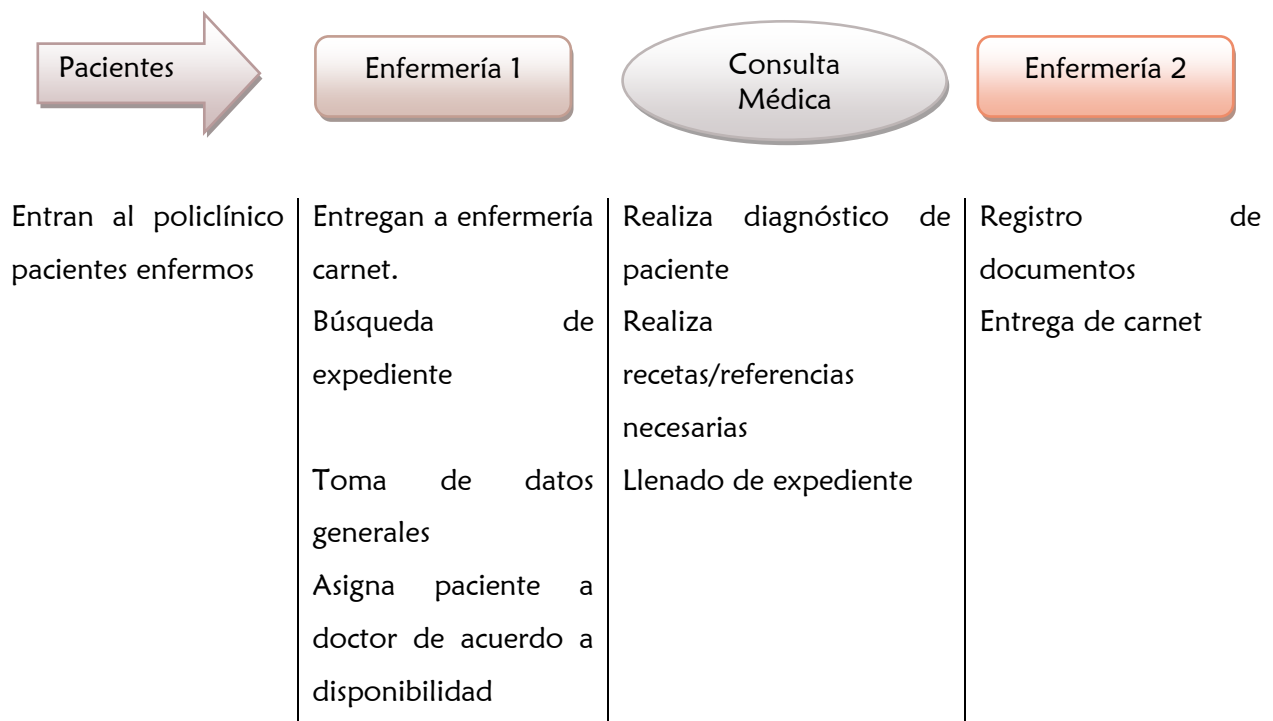 Pacientes
Enfermería 1
Consulta
Médica
Enfermería 2
Entran al policlínico
pacientes enfermos
Entregan a enfermería
carnet.
Búsqueda de
expediente
Toma de datos
generales
Asigna paciente a
doctor de acuerdo a
disponibilidad
Realiza diagnóstico de
paciente
Realiza
recetas/referencias
necesarias
Llenado de expediente
Registro de
documentos
Entrega de carnet